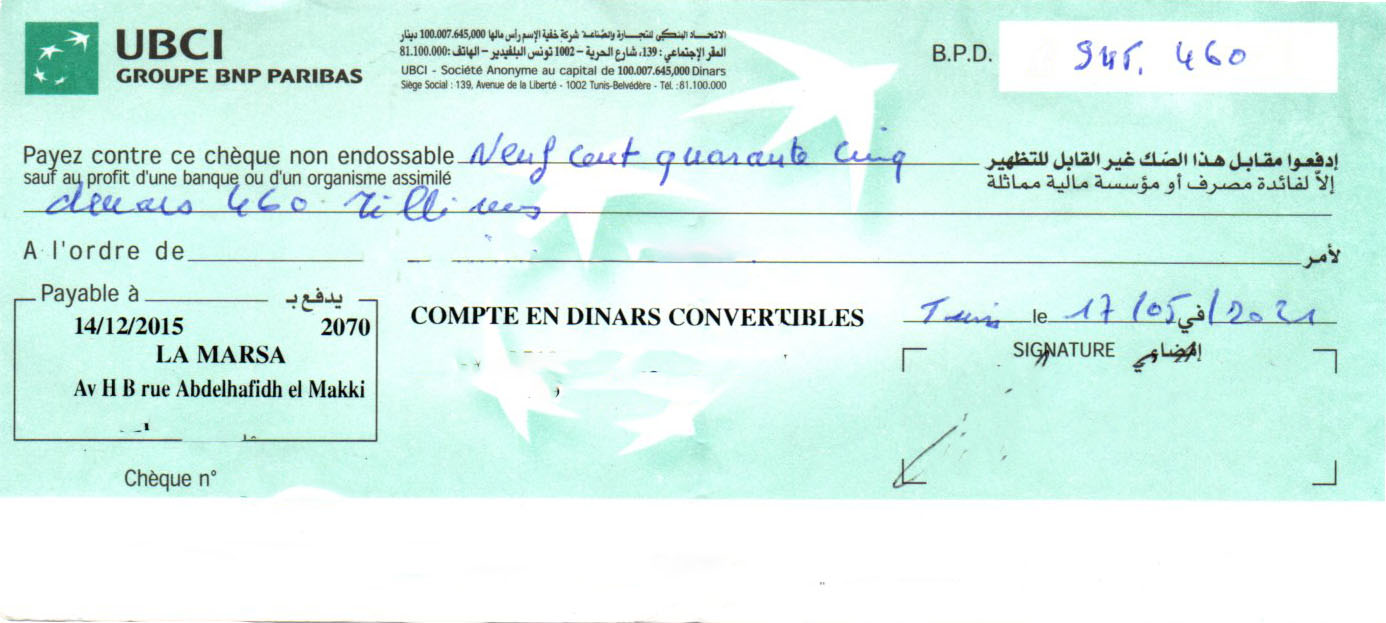 UBCI
GROUPE BNP PARIBAS
الاتحاد البنكي للتجارة والصناعة شركة خفية الإسم رأس مالها 100.007.645,000 دينار
المقر الإجتماعي : 139، شارع الحرية – 1002 تونس البلفيدير – الهاتف: 81.100.000
UBCI - Société Anonyme au capital de 100.007.645,000 Dinars
Siège Social : 139, Avenue de la Liberté - 1002 Tunis-Belvédère - Tél. :81.100.000
B.P.D. 945, 460
Payez contre ce chèque non endossable Neuf cent quarante cinq إدفعوا مقابل هذا الصّك غير القابل للتظهير
sauf au profit d'une banque ou d'un organisme assimilé إلاّ لفائدة مصرف أو مؤسسة مالية مماثلة
dinars 460 Millimes
A l'ordre de لأمر
Payable à يدفع بـ
14/12/2015 2070
LA MARSA
Av H B rue Abdelhafidh el Makki
COMPTE EN DINARS CONVERTIBLES
Tunis le 17/05/2021 في
SIGNATURE إمضاء
Chèque n°